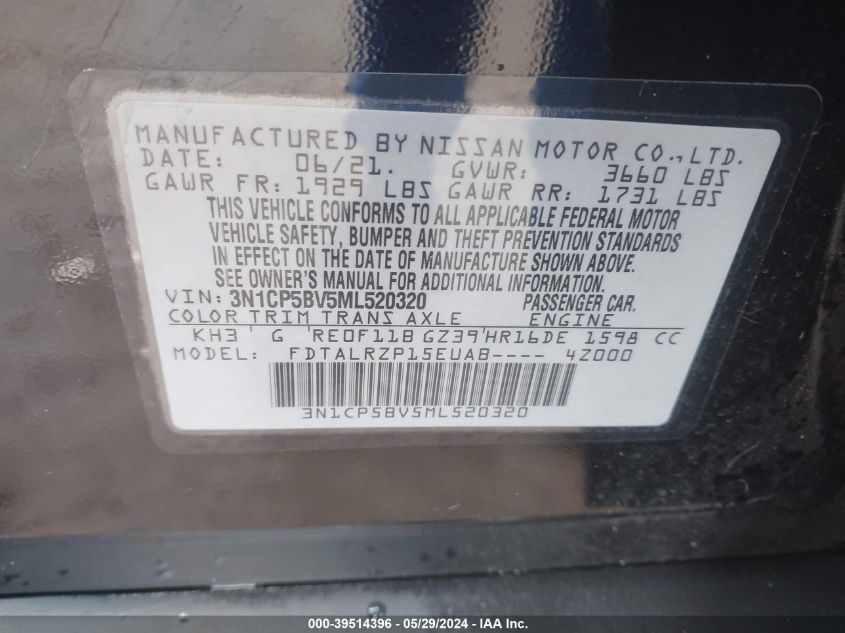 MANUFACTURED BY NISSAN MOTOR CO.,LTD.
DATE: 06/21. GVWR: 3660 LBS
GAWR FR: 1929 LBS GAWR RR: 1731 LBS
THIS VEHICLE CONFORMS TO ALL APPLICABLE FEDERAL MOTOR
VEHICLE SAFETY, BUMPER AND THEFT PREVENTION STANDARDS
IN EFFECT ON THE DATE OF MANUFACTURE SHOWN ABOVE.
SEE OWNER'S MANUAL FOR ADDITIONAL INFORMATION.
VIN: 3N1CP5BV5ML520320 PASSENGER CAR.
COLOR TRIM TRANS AXLE ENGINE
KH3 G RE0F11B GZ39 HR16DE 1598 CC
MODEL: FDTALRZP15EUAB---- 4Z000
3N1CP5BV5ML520320
000-39514396 - 05/29/2024 - IAA Inc.